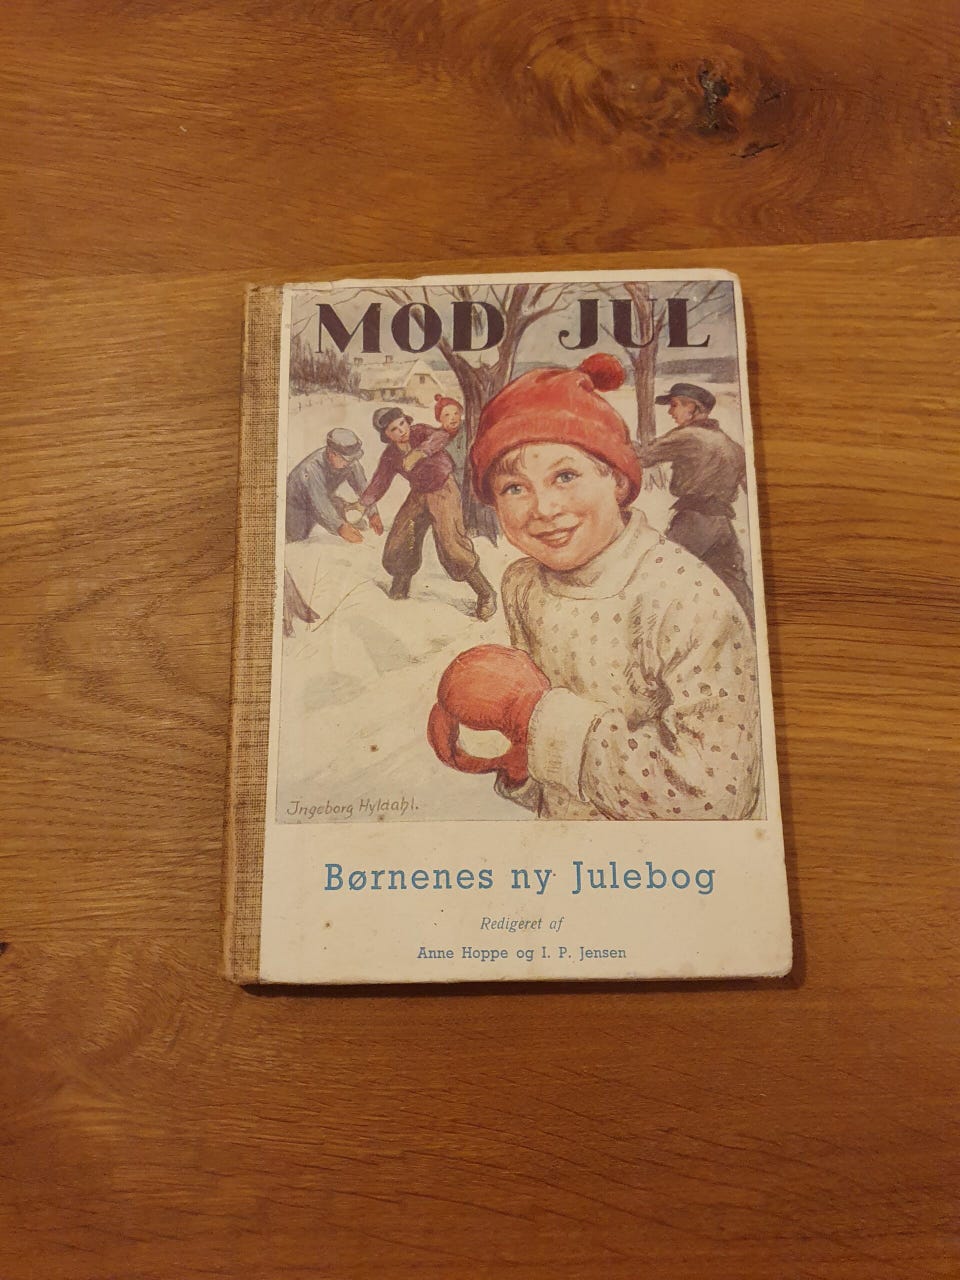 MOD JUL
Ingeborg Hyldahl.
Børnenes ny Julebog
Redigeret af
Anne Hoppe og I. P. Jensen